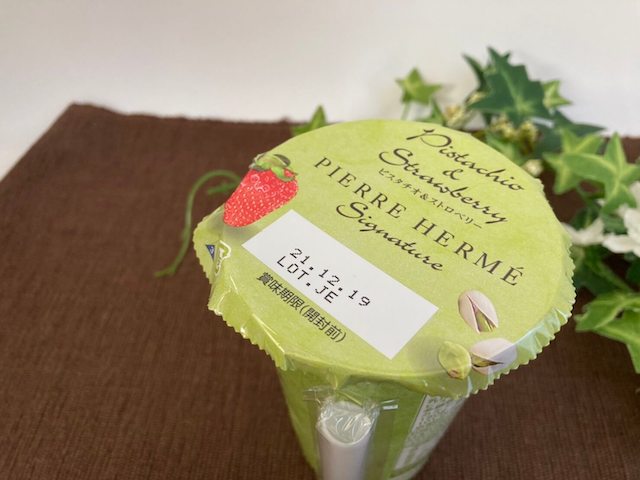 Pistachio
&
Strawberry
ピスタチオ&ストロベリー
PIERRE HERMÉ
Signature
21.12.19
LOT.JE
賞味期限(開封前)